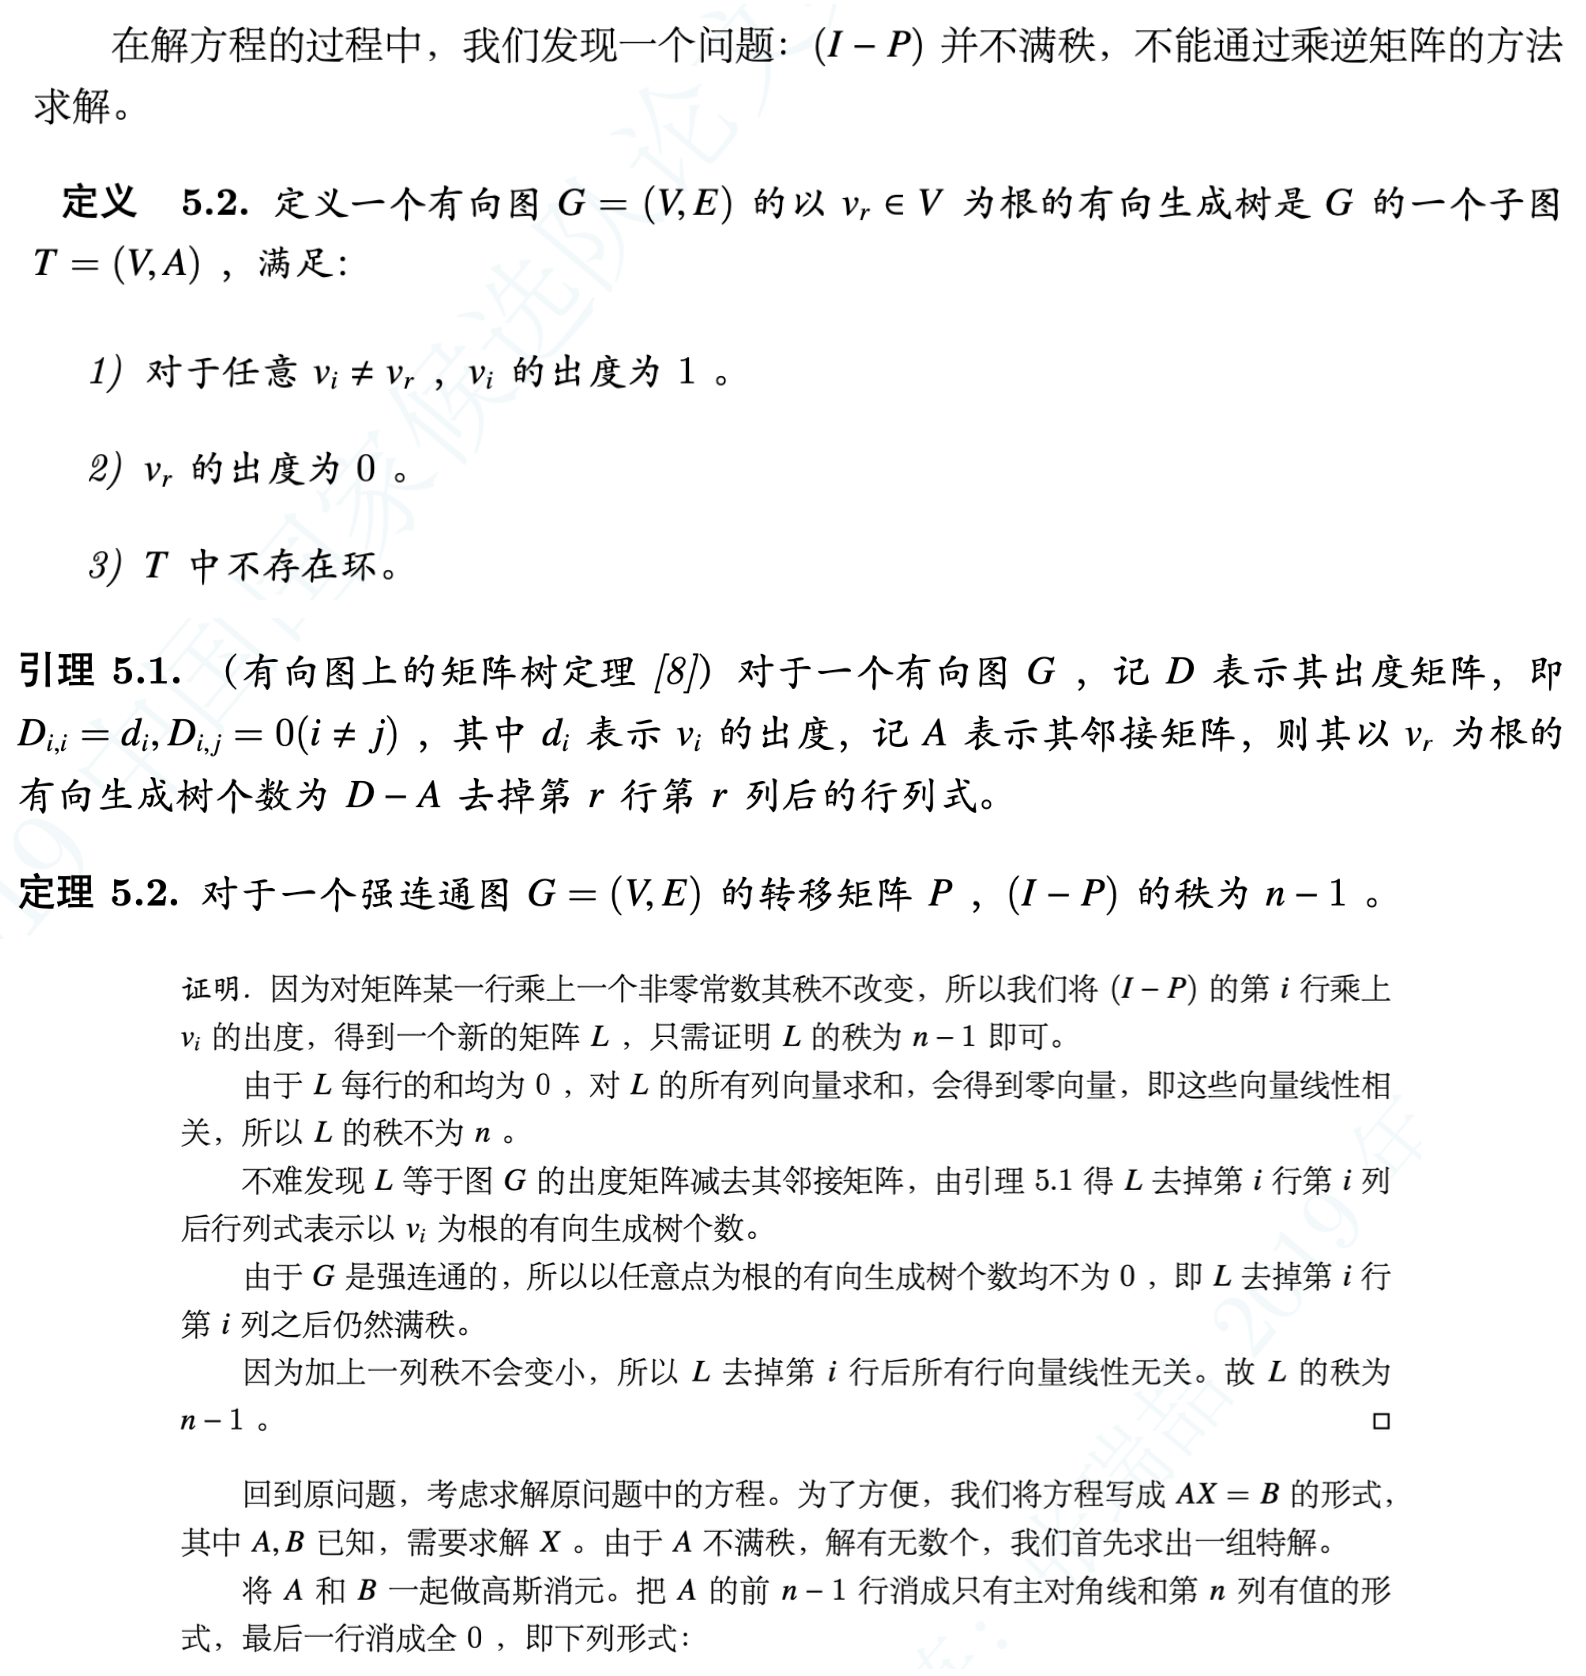 在解方程的过程中，我们发现一个问题：(I − P) 并不满秩，不能通过乘逆矩阵的方法
求解。
定义 5.2. 定义一个有向图 G = (V, E) 的以 vᵣ ∈ V 为根的有向生成树是 G 的一个子图
T = (V, A) ，满足：
1) 对于任意 vᵢ ≠ vᵣ ，vᵢ 的出度为 1 。
2) vᵣ 的出度为 0 。
3) T 中不存在环。
引理 5.1. （有向图上的矩阵树定理 [8]）对于一个有向图 G ，记 D 表示其出度矩阵，即
Dᵢ,ᵢ = dᵢ, Dᵢ,ⱼ = 0(i ≠ j) ，其中 dᵢ 表示 vᵢ 的出度，记 A 表示其邻接矩阵，则其以 vᵣ 为根的
有向生成树个数为 D − A 去掉第 r 行第 r 列后的行列式。
定理 5.2. 对于一个强连通图 G = (V, E) 的转移矩阵 P ，(I − P) 的秩为 n − 1 。
证明. 因为对矩阵某一行乘上一个非零常数其秩不改变，所以我们将 (I − P) 的第 i 行乘上
vᵢ 的出度，得到一个新的矩阵 L ，只需证明 L 的秩为 n − 1 即可。
由于 L 每行的和均为 0 ，对 L 的所有列向量求和，会得到零向量，即这些向量线性相
关，所以 L 的秩不为 n 。
不难发现 L 等于图 G 的出度矩阵减去其邻接矩阵，由引理 5.1 得 L 去掉第 i 行第 i 列
后行列式表示以 vᵢ 为根的有向生成树个数。
由于 G 是强连通的，所以以任意点为根的有向生成树个数均不为 0 ，即 L 去掉第 i 行
第 i 列之后仍然满秩。
因为加上一列秩不会变小，所以 L 去掉第 i 行后所有行向量线性无关。故 L 的秩为
n − 1 。 □
回到原问题，考虑求解原问题中的方程。为了方便，我们将方程写成 AX = B 的形式，
其中 A, B 已知，需要求解 X 。由于 A 不满秩，解有无数个，我们首先求出一组特解。
将 A 和 B 一起做高斯消元。把 A 的前 n − 1 行消成只有主对角线和第 n 列有值的形
式，最后一行消成全 0 ，即下列形式：